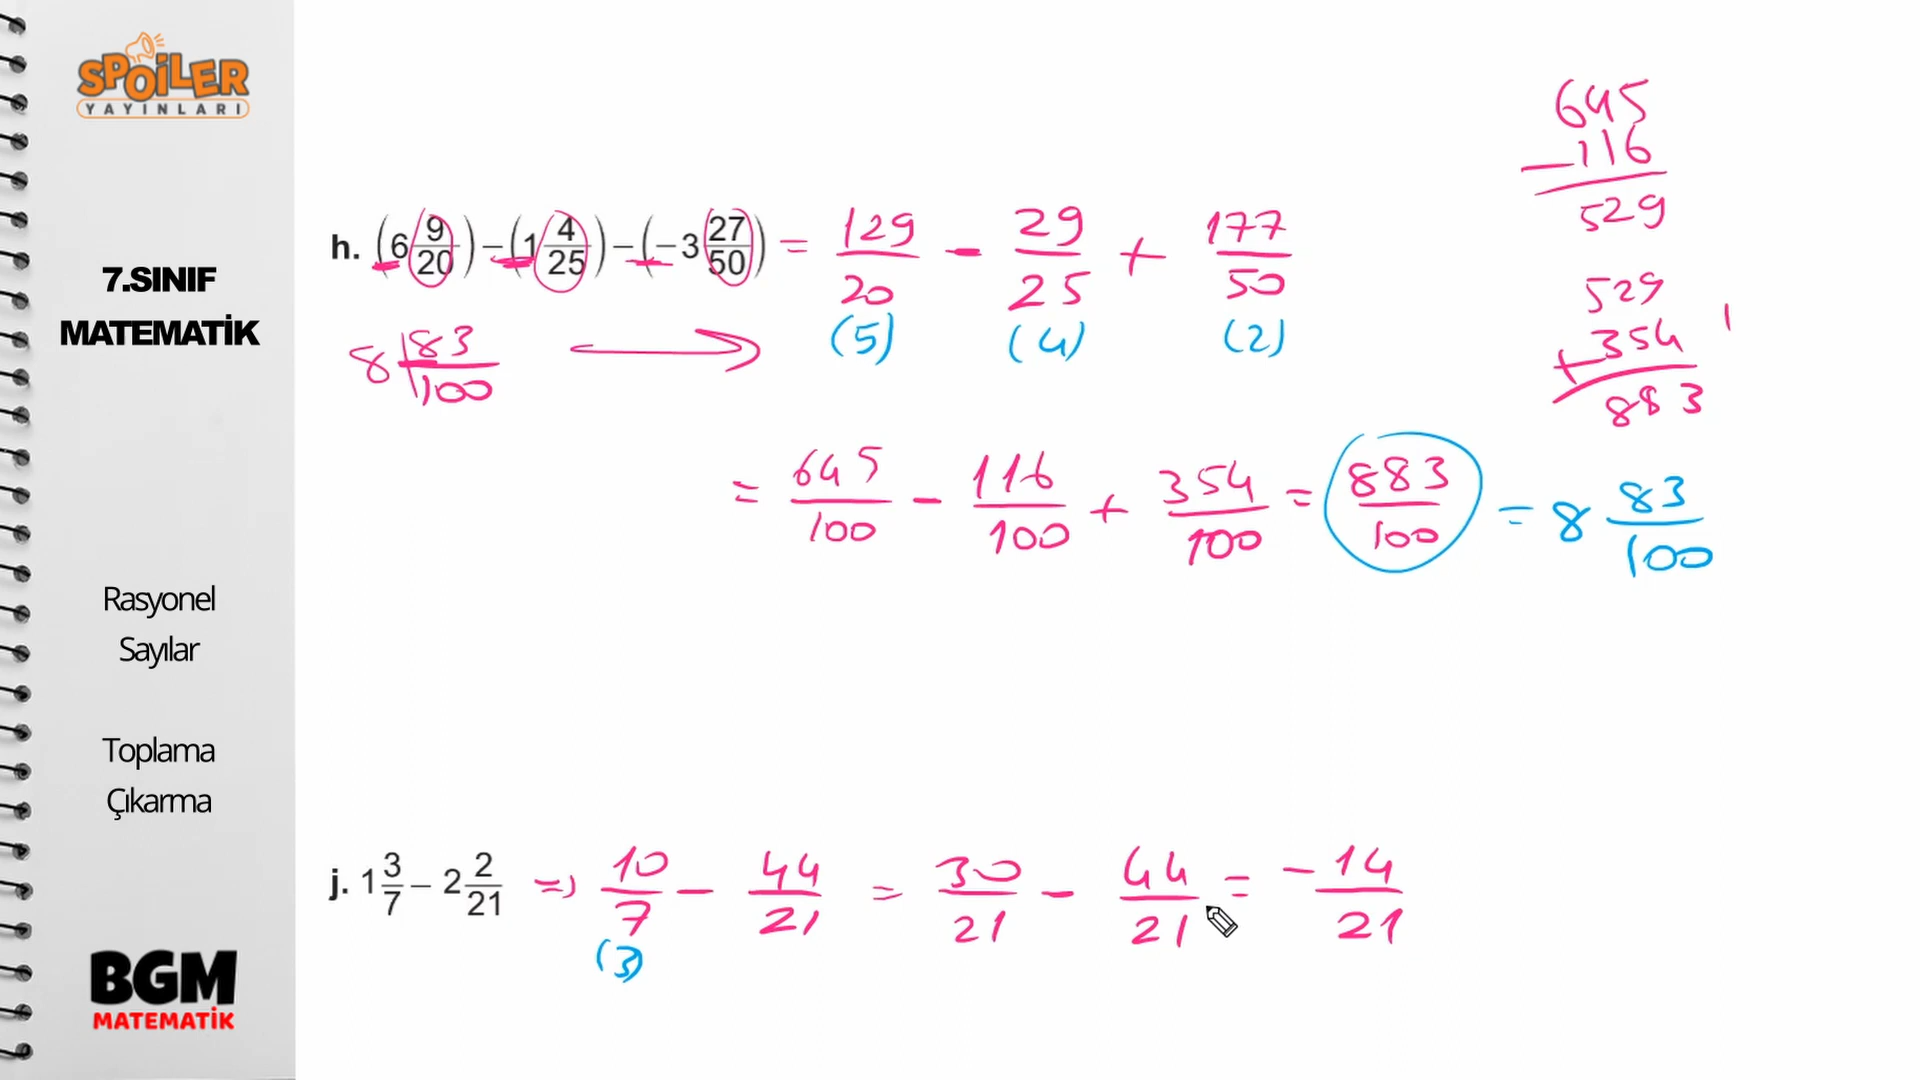 SPOiLER
YAYINLARI
7.SINIF
MATEMATİK
Rasyonel
Sayılar
Toplama
Çıkarma
BGM
MATEMATİK
645
- 116
529
529
+ 354
883
h. (6 9/20) - (1 4/25) - (-3 27/50) = 129/20 - 29/25 + 177/50
(5) (4) (2)
8 83/100
= 645/100 - 116/100 + 354/100 = 883/100 = 8 83/100
j. 1 3/7 - 2 2/21 => 10/7 - 44/21 = 30/21 - 44/21 = -14/21
(3)